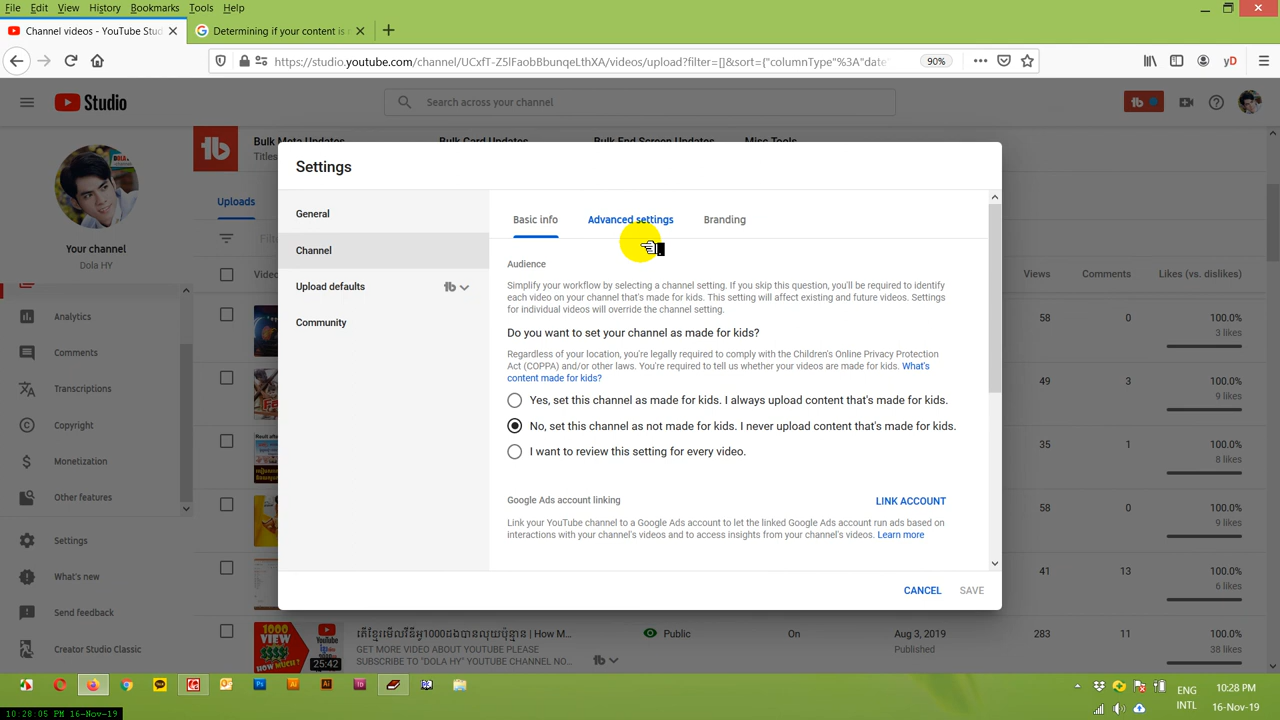 File Edit View History Bookmarks Tools Help
Channel videos - YouTube Stud
Determining if your content is
https://studio.youtube.com/channel/UCxfT-Z5lFaobBbunqeLthXA/videos/upload?filter=[]&sort={"columnType"%3A"date"
90%
yD
Studio
Search across your channel
Bulk Meta Updates
Bulk Card Updates
Bulk End Screen Updates
Misc Tools
Titles
Uploads
Your channel
Dola HY
Analytics
Comments
Transcriptions
Copyright
Monetization
Other features
Settings
What's new
Send feedback
Creator Studio Classic
Settings
General
Channel
Upload defaults
Community
Basic info
Advanced settings
Branding
Audience
Simplify your workflow by selecting a channel setting. If you skip this question, you'll be required to identify
each video on your channel that's made for kids. This setting will affect existing and future videos. Settings
for individual videos will override the channel setting.
Do you want to set your channel as made for kids?
Regardless of your location, you're legally required to comply with the Children's Online Privacy Protection
Act (COPPA) and/or other laws. You're required to tell us whether your videos are made for kids. What's
content made for kids?
Yes, set this channel as made for kids. I always upload content that's made for kids.
No, set this channel as not made for kids. I never upload content that's made for kids.
I want to review this setting for every video.
Google Ads account linking
LINK ACCOUNT
Link your YouTube channel to a Google Ads account to let the linked Google Ads account run ads based on
interactions with your channel's videos and to access insights from your channel's videos. Learn more
CANCEL
SAVE
Views
Comments
Likes (vs. dislikes)
58
0
100.0%
3 likes
49
3
100.0%
9 likes
35
1
100.0%
8 likes
58
0
100.0%
9 likes
41
13
100.0%
6 likes
1000
VIEW
HOW MUCH?
25:42
GET MORE VIDEO ABOUT YOUTUBE PLEASE
SUBSCRIBE TO "DOLA HY" YOUTUBE CHANNEL NO...
Public
On
Aug 3, 2019
Published
283
11
100.0%
38 likes
ENG
INTL
10:28 PM
16-Nov-19
10:28:05 PM 16-Nov-19